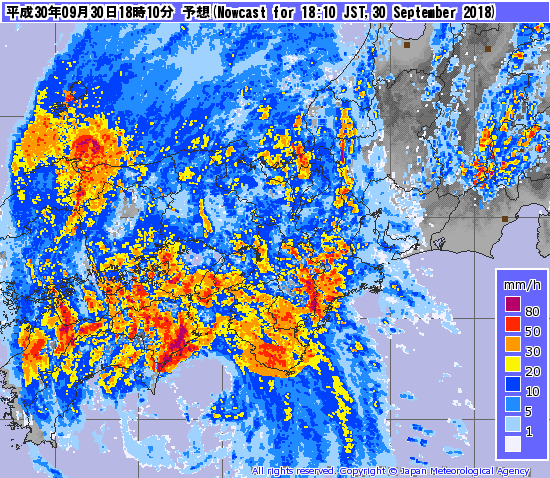 平成30年09月30日18時10分 予想(Nowcast for 18:10 JST,30 September 2018)
mm/h
80
50
30
20
10
5
1
All rights reserved. Copyright © Japan Meteorological Agency